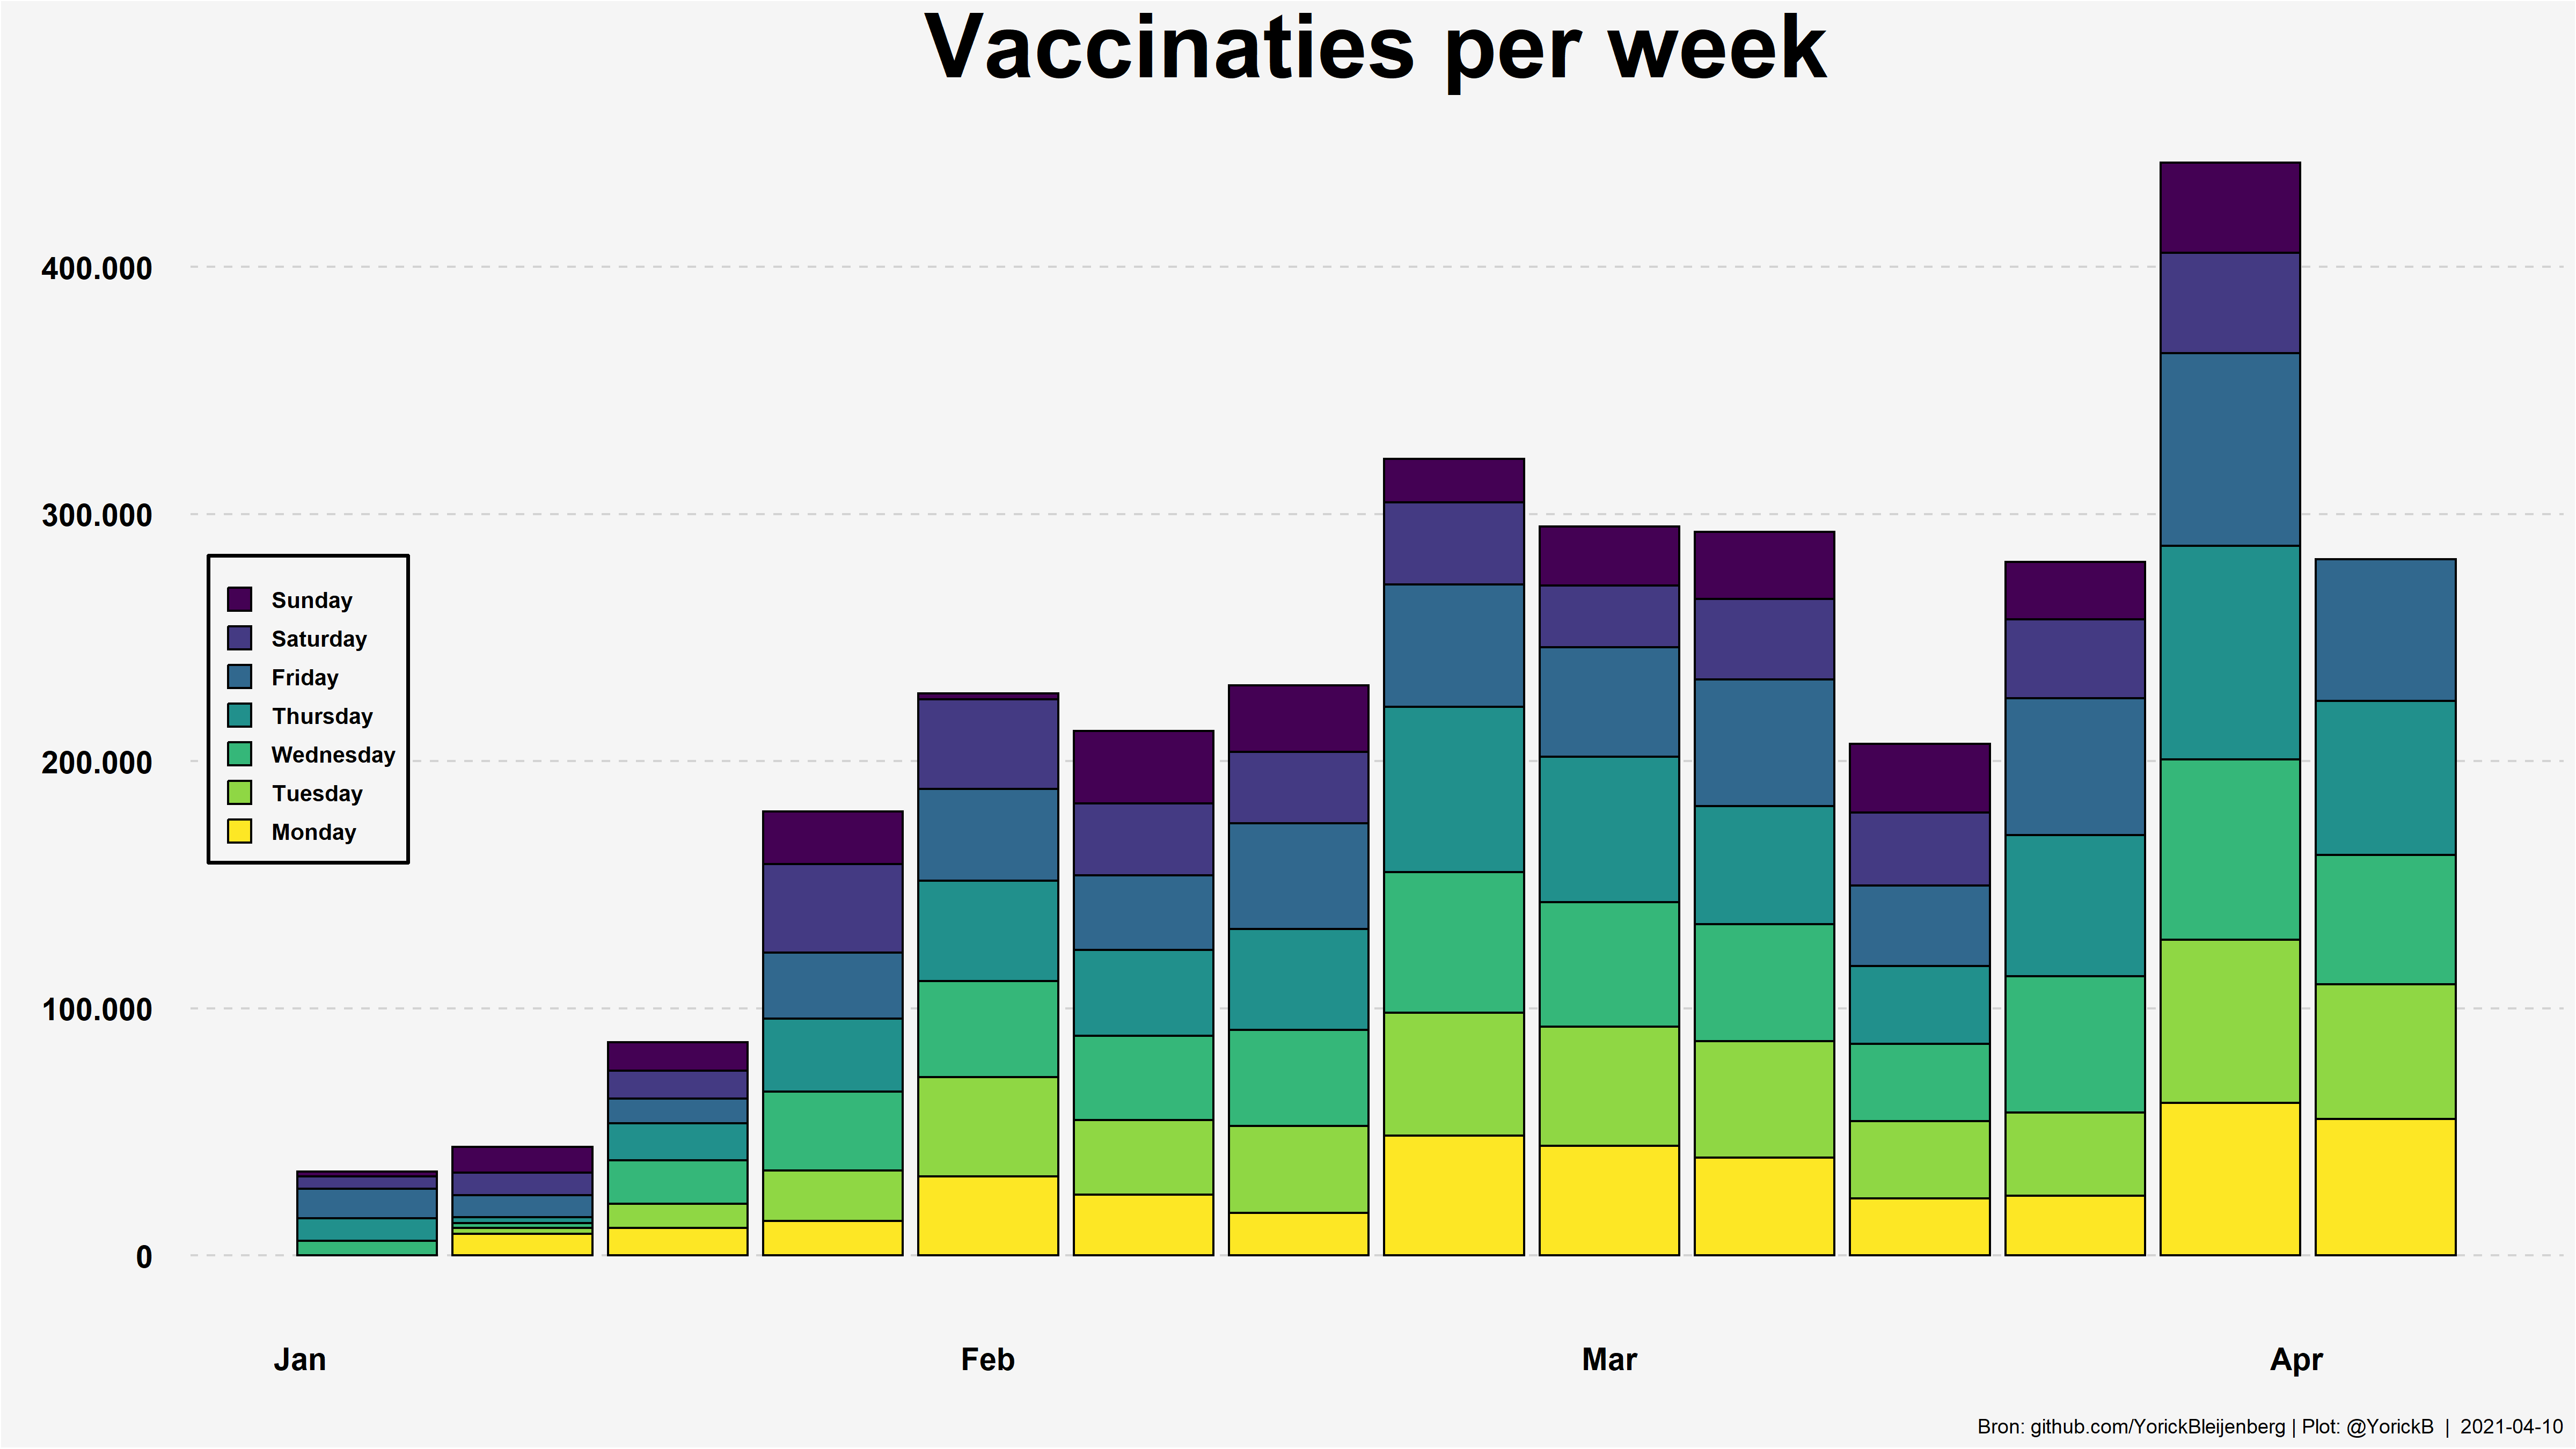 Vaccinaties per week
400.000
300.000
200.000
100.000
0
Sunday
Saturday
Friday
Thursday
Wednesday
Tuesday
Monday
Jan Feb Mar Apr
Bron: github.com/YorickBleijenberg | Plot: @YorickB | 2021-04-10